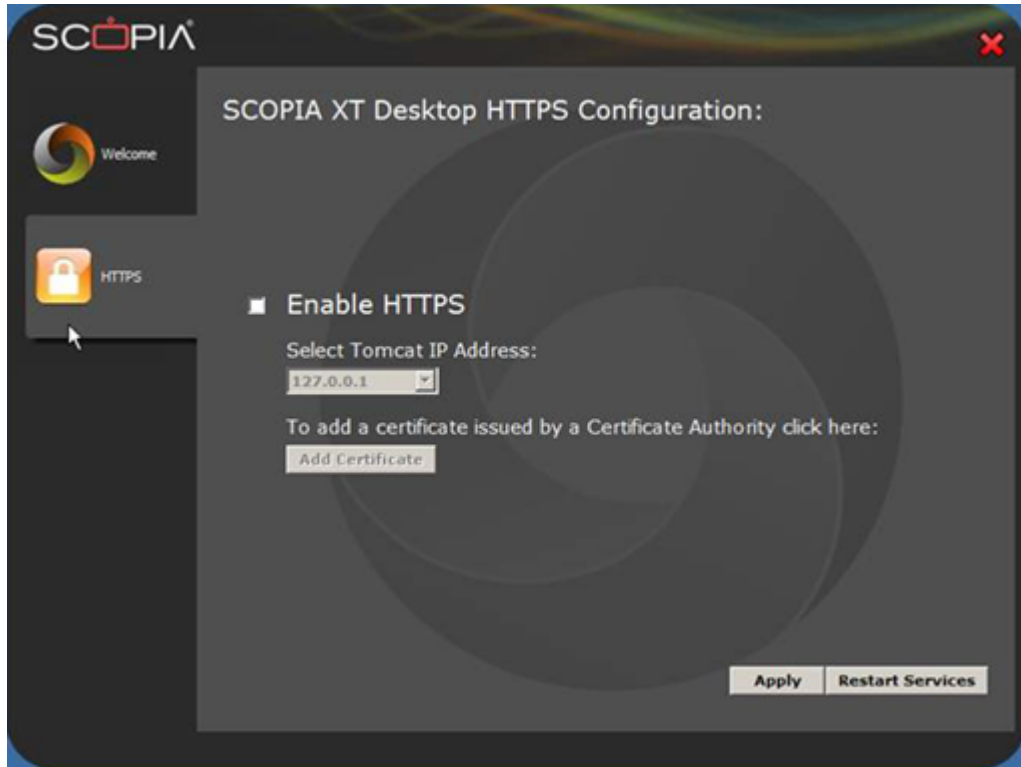 SCOPIA
Welcome
HTTPS
SCOPIA XT Desktop HTTPS Configuration:
Enable HTTPS
Select Tomcat IP Address:
127.0.0.1
To add a certificate issued by a Certificate Authority click here:
Add Certificate
Apply
Restart Services